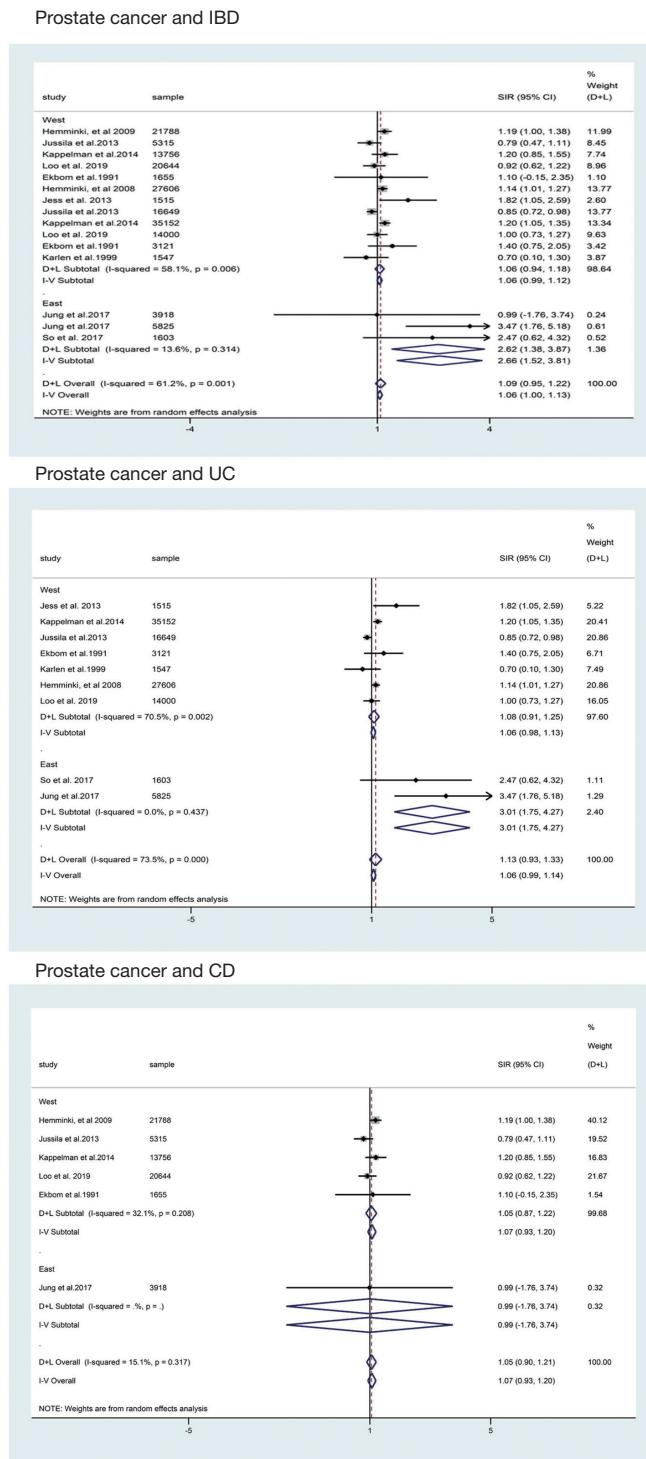 Prostate cancer and IBD
%
Weight
study sample SIR (95% CI) (D+L)
West
Hemminki, et al 2009 21788 1.19 (1.00, 1.38) 11.99
Jussila et al.2013 5315 0.79 (0.47, 1.11) 8.45
Kappelman et al.2014 13756 1.20 (0.85, 1.55) 7.74
Loo et al. 2019 20644 0.92 (0.62, 1.22) 8.96
Ekbom et al.1991 1655 1.10 (-0.15, 2.35) 1.10
Hemminki, et al 2008 27606 1.14 (1.01, 1.27) 13.77
Jess et al. 2013 1515 1.82 (1.05, 2.59) 2.60
Jussila et al.2013 16649 0.85 (0.72, 0.98) 13.77
Kappelman et al.2014 35152 1.20 (1.05, 1.35) 13.34
Loo et al. 2019 14000 1.00 (0.73, 1.27) 9.63
Ekbom et al.1991 3121 1.40 (0.75, 2.05) 3.42
Karlen et al.1999 1547 0.70 (0.10, 1.30) 3.87
D+L Subtotal (I-squared = 58.1%, p = 0.006) 1.06 (0.94, 1.18) 98.64
I-V Subtotal 1.06 (0.99, 1.12)
.
East
Jung et al.2017 3918 0.99 (-1.76, 3.74) 0.24
Jung et al.2017 5825 3.47 (1.76, 5.18) 0.61
So et al. 2017 1603 2.47 (0.62, 4.32) 0.52
D+L Subtotal (I-squared = 13.6%, p = 0.314) 2.62 (1.38, 3.87) 1.36
I-V Subtotal 2.66 (1.52, 3.81)
.
D+L Overall (I-squared = 61.2%, p = 0.001) 1.09 (0.95, 1.22) 100.00
I-V Overall 1.06 (1.00, 1.13)
NOTE: Weights are from random effects analysis
-4 1 4
Prostate cancer and UC
%
Weight
study sample SIR (95% CI) (D+L)
West
Jess et al. 2013 1515 1.82 (1.05, 2.59) 5.22
Kappelman et al.2014 35152 1.20 (1.05, 1.35) 20.41
Jussila et al.2013 16649 0.85 (0.72, 0.98) 20.86
Ekbom et al.1991 3121 1.40 (0.75, 2.05) 6.71
Karlen et al.1999 1547 0.70 (0.10, 1.30) 7.49
Hemminki, et al 2008 27606 1.14 (1.01, 1.27) 20.86
Loo et al. 2019 14000 1.00 (0.73, 1.27) 16.05
D+L Subtotal (I-squared = 70.5%, p = 0.002) 1.08 (0.91, 1.25) 97.60
I-V Subtotal 1.06 (0.98, 1.13)
.
East
So et al. 2017 1603 2.47 (0.62, 4.32) 1.11
Jung et al.2017 5825 3.47 (1.76, 5.18) 1.29
D+L Subtotal (I-squared = 0.0%, p = 0.437) 3.01 (1.75, 4.27) 2.40
I-V Subtotal 3.01 (1.75, 4.27)
.
D+L Overall (I-squared = 73.5%, p = 0.000) 1.13 (0.93, 1.33) 100.00
I-V Overall 1.06 (0.99, 1.14)
NOTE: Weights are from random effects analysis
-5 1 5
Prostate cancer and CD
%
Weight
study sample SIR (95% CI) (D+L)
West
Hemminki, et al 2009 21788 1.19 (1.00, 1.38) 40.12
Jussila et al.2013 5315 0.79 (0.47, 1.11) 19.52
Kappelman et al.2014 13756 1.20 (0.85, 1.55) 16.83
Loo et al. 2019 20644 0.92 (0.62, 1.22) 21.67
Ekbom et al.1991 1655 1.10 (-0.15, 2.35) 1.54
D+L Subtotal (I-squared = 32.1%, p = 0.208) 1.05 (0.87, 1.22) 99.68
I-V Subtotal 1.07 (0.93, 1.20)
.
East
Jung et al.2017 3918 0.99 (-1.76, 3.74) 0.32
D+L Subtotal (I-squared = .%, p = .) 0.99 (-1.76, 3.74) 0.32
I-V Subtotal 0.99 (-1.76, 3.74)
.
D+L Overall (I-squared = 15.1%, p = 0.317) 1.05 (0.90, 1.21) 100.00
I-V Overall 1.07 (0.93, 1.20)
NOTE: Weights are from random effects analysis
-5 1 5